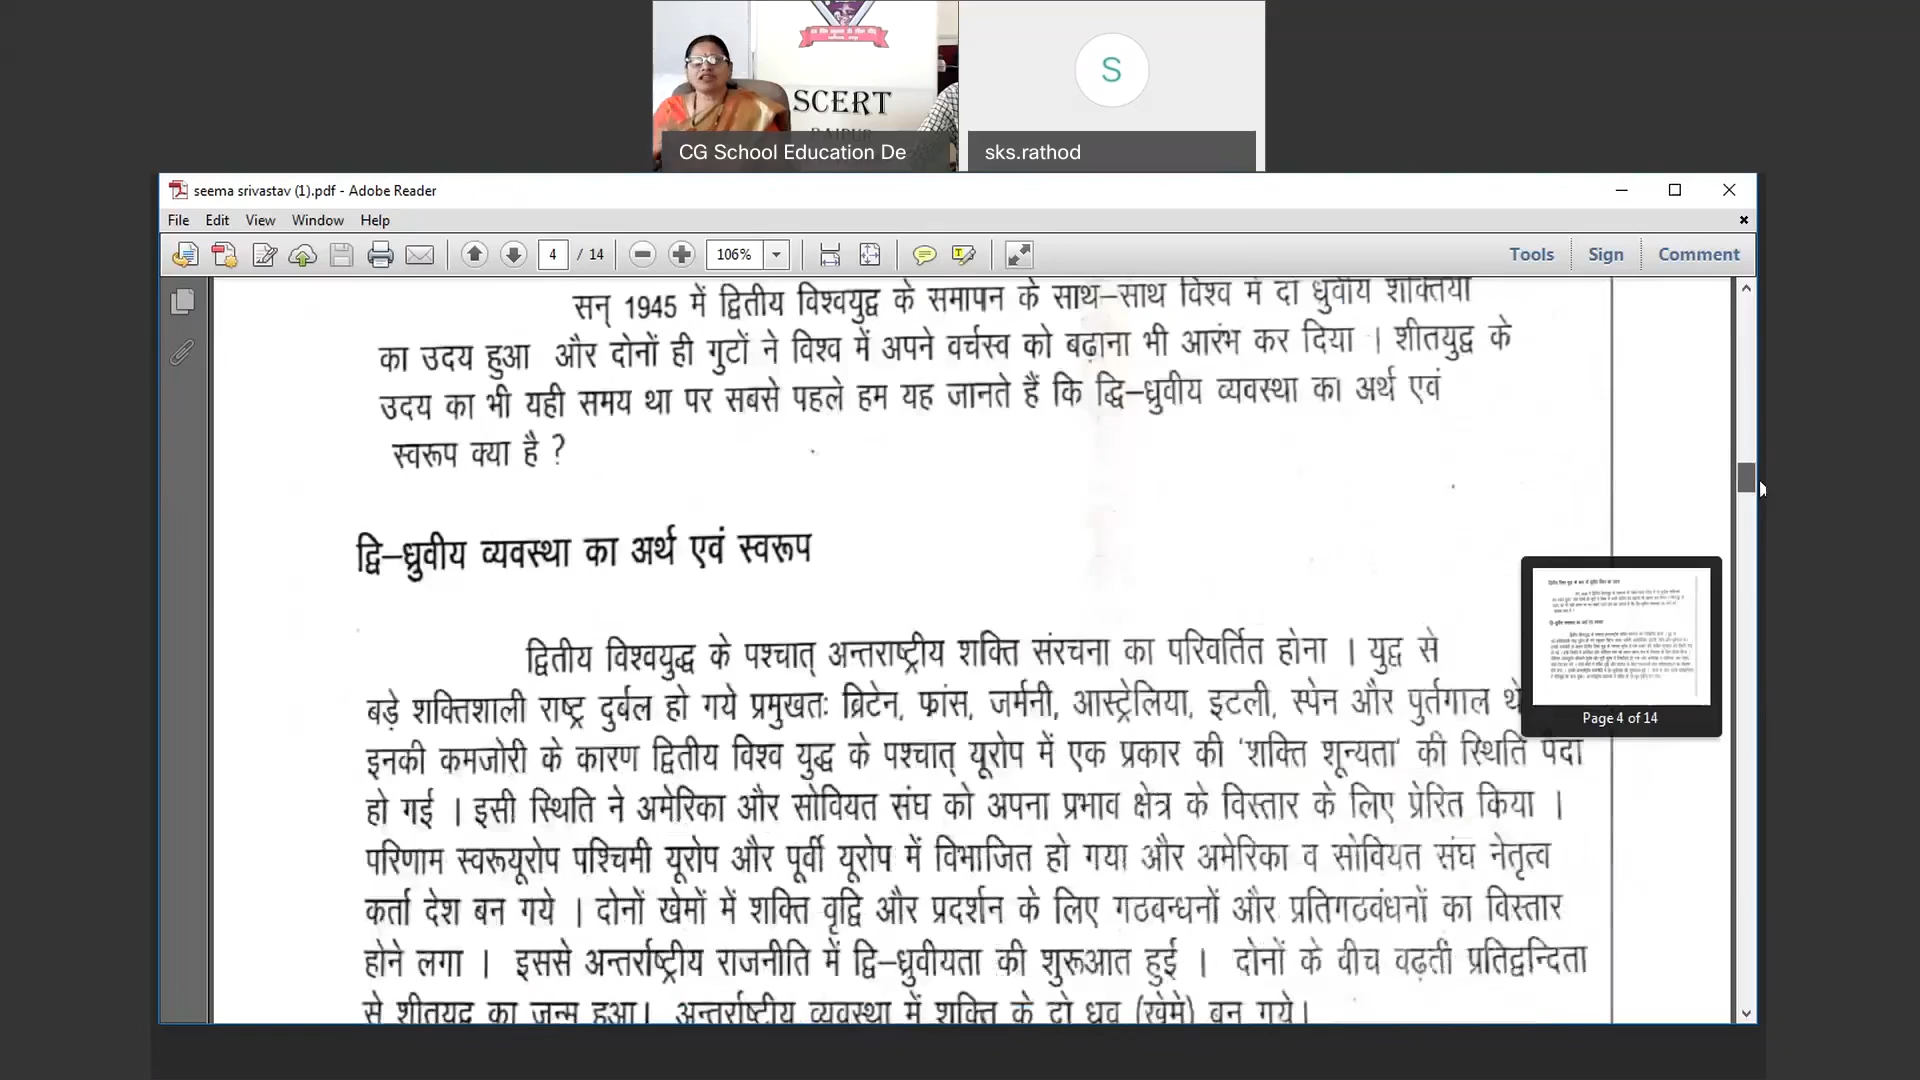 SCERT
RAIPUR
CG School Education De
S
sks.rathod
seema srivastav (1).pdf - Adobe Reader
File Edit View Window Help
4 / 14 106% Tools Sign Comment
सन् 1945 में द्वितीय विश्वयुद्व के समापन के साथ–साथ विश्व में दो ध्रुवीय शक्तियों
का उदय हुआ और दोनों ही गुटों ने विश्व में अपने वर्चस्व को बढ़ाना भी आरंभ कर दिया । शीतयुद्व के
उदय का भी यही समय था पर सबसे पहले हम यह जानते हैं कि द्वि–ध्रुवीय व्यवस्था का अर्थ एवं
स्वरूप क्या है ?
द्वि–ध्रुवीय व्यवस्था का अर्थ एवं स्वरूप
द्वितीय विश्वयुद्ध के पश्चात् अन्तराष्ट्रीय शक्ति संरचना का परिवर्तित होना । युद्व से
बड़े शक्तिशाली राष्ट्र दुर्बल हो गये प्रमुखतः ब्रिटेन, फ्रांस, जर्मनी, आस्ट्रेलिया, इटली, स्पेन और पुर्तगाल थे
इनकी कमजोरी के कारण द्वितीय विश्व युद्ध के पश्चात् यूरोप में एक प्रकार की 'शक्ति शून्यता' की स्थिति पैदा
हो गई । इसी स्थिति ने अमेरिका और सोवियत संघ को अपना प्रभाव क्षेत्र के विस्तार के लिए प्रेरित किया ।
परिणाम स्वरूयूरोप पश्चिमी यूरोप और पूर्वी यूरोप में विभाजित हो गया और अमेरिका व सोवियत संघ नेतृत्व
कर्ता देश बन गये । दोनों खेमों में शक्ति वृद्वि और प्रदर्शन के लिए गठबन्धनों और प्रतिगठवंधनों का विस्तार
होने लगा । इससे अन्तर्राष्ट्रीय राजनीति में द्वि–ध्रुवीयता की शुरूआत हुई । दोनों के वीच वढ़ती प्रतिद्वन्दिता
से शीतयुद्व का जन्म हुआ। अन्तर्राष्टीय व्यवस्था में शक्ति के दो ध्रुव (खेमे) बन गये।
Page 4 of 14